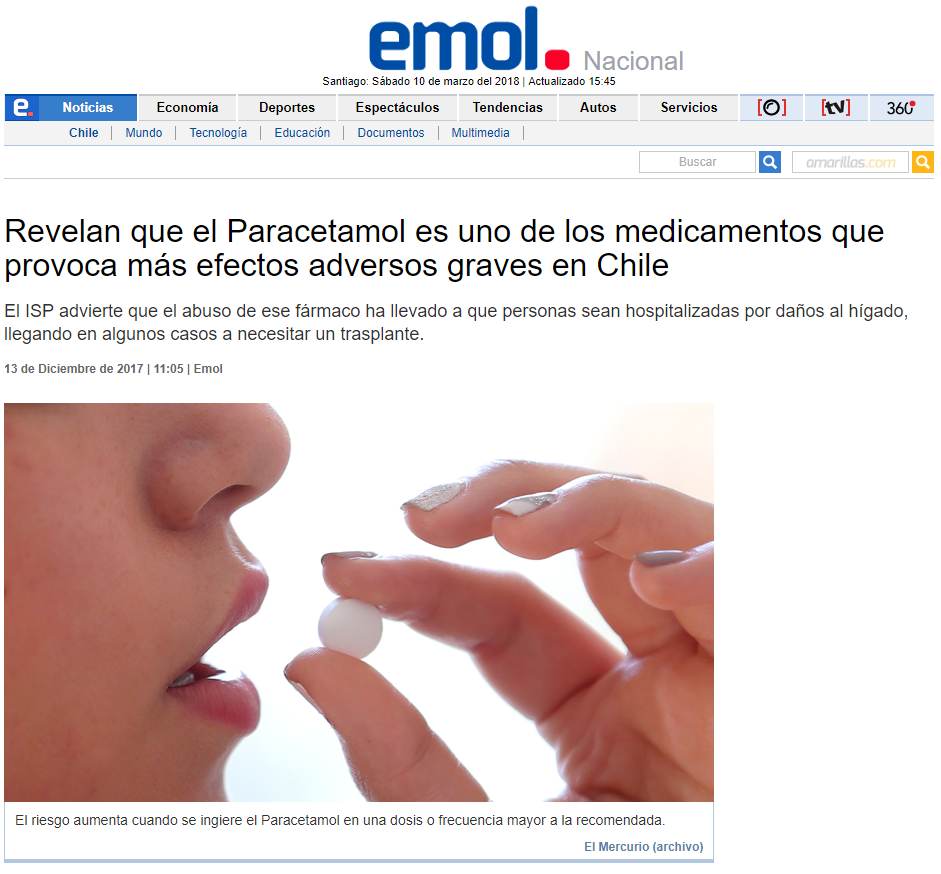 emol. Nacional
Santiago: Sábado 10 de marzo del 2018 | Actualizado 15:45
e. Noticias Economía Deportes Espectáculos Tendencias Autos Servicios [O] [tv] 360°
Chile | Mundo | Tecnología | Educación | Documentos | Multimedia |
Buscar amarillas.com
Revelan que el Paracetamol es uno de los medicamentos que
provoca más efectos adversos graves en Chile
El ISP advierte que el abuso de ese fármaco ha llevado a que personas sean hospitalizadas por daños al hígado,
llegando en algunos casos a necesitar un trasplante.
13 de Diciembre de 2017 | 11:05 | Emol
El riesgo aumenta cuando se ingiere el Paracetamol en una dosis o frecuencia mayor a la recomendada.
El Mercurio (archivo)